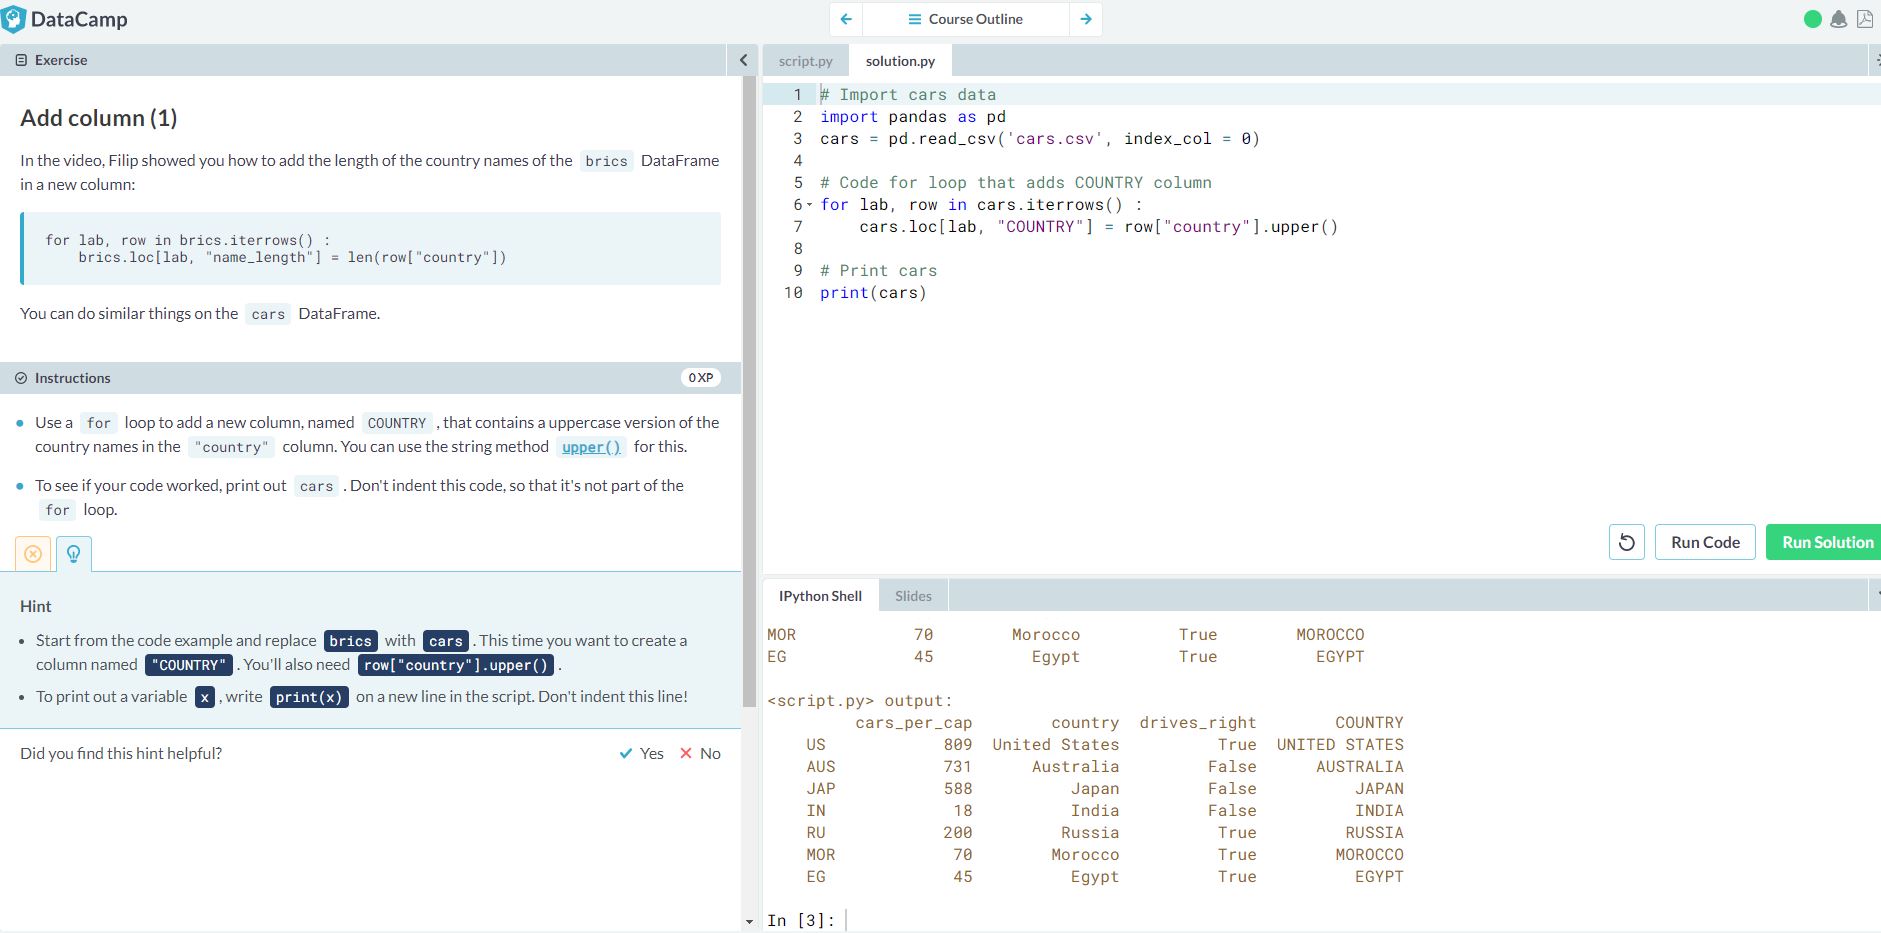 DataCamp
Course Outline
Exercise
Add column (1)
In the video, Filip showed you how to add the length of the country names of the brics DataFrame
in a new column:
for lab, row in brics.iterrows() :
    brics.loc[lab, "name_length"] = len(row["country"])
You can do similar things on the cars DataFrame.
Instructions
0 XP
Use a for loop to add a new column, named COUNTRY , that contains a uppercase version of the
country names in the "country" column. You can use the string method upper() for this.
To see if your code worked, print out cars . Don't indent this code, so that it's not part of the
for loop.
Hint
Start from the code example and replace brics with cars . This time you want to create a
column named "COUNTRY" . You'll also need row["country"].upper() .
To print out a variable x , write print(x) on a new line in the script. Don't indent this line!
Did you find this hint helpful?
Yes No
script.py solution.py
1 # Import cars data
2 import pandas as pd
3 cars = pd.read_csv('cars.csv', index_col = 0)
4
5 # Code for loop that adds COUNTRY column
6 for lab, row in cars.iterrows() :
7     cars.loc[lab, "COUNTRY"] = row["country"].upper()
8
9 # Print cars
10 print(cars)
Run Code Run Solution
IPython Shell Slides
MOR 70 Morocco True MOROCCO
EG 45 Egypt True EGYPT
<script.py> output:
cars_per_cap country drives_right COUNTRY
US 809 United States True UNITED STATES
AUS 731 Australia False AUSTRALIA
JAP 588 Japan False JAPAN
IN 18 India False INDIA
RU 200 Russia True RUSSIA
MOR 70 Morocco True MOROCCO
EG 45 Egypt True EGYPT
In [3]: